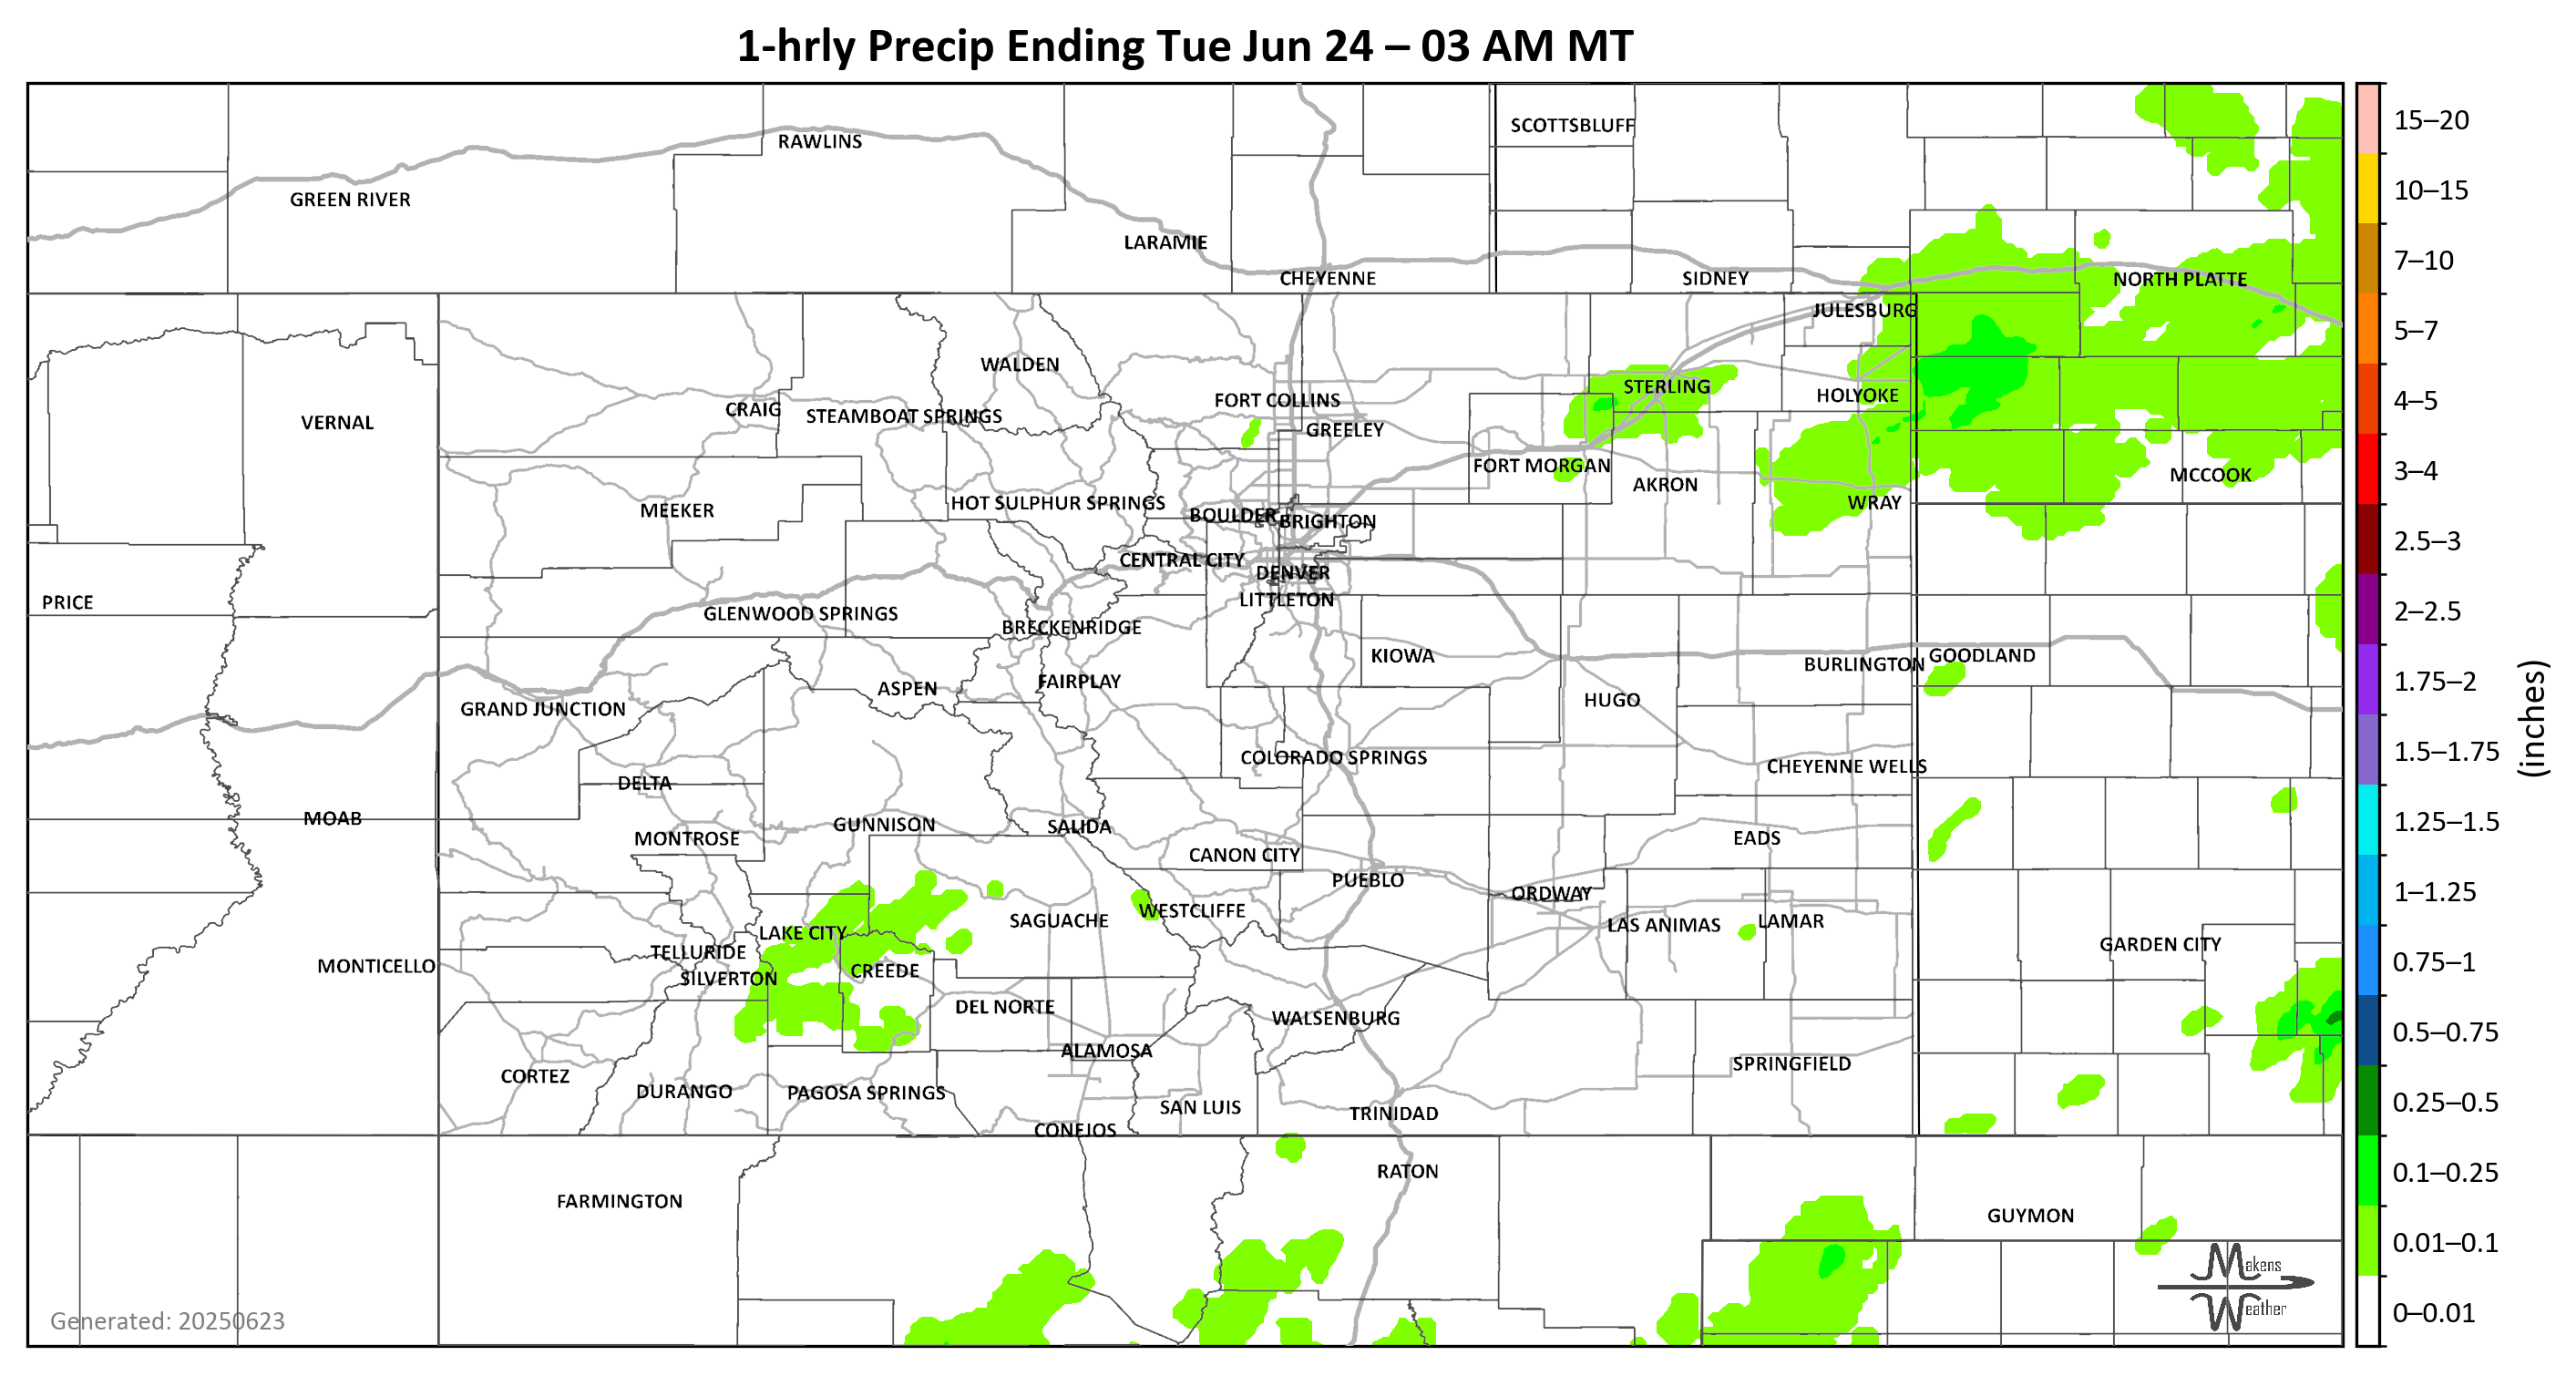 1-hrly Precip Ending Tue Jun 24 – 03 AM MT
SCOTTSBLUFF
RAWLINS
GREEN RIVER
LARAMIE
CHEYENNE
SIDNEY
NORTH PLATTE
JULESBURG
WALDEN
STERLING
HOLYOKE
FORT COLLINS
CRAIG
STEAMBOAT SPRINGS
VERNAL
GREELEY
FORT MORGAN
MCCOOK
AKRON
HOT SULPHUR SPRINGS
WRAY
MEEKER
BOULDER
BRIGHTON
CENTRAL CITY
DENVER
LITTLETON
PRICE
GLENWOOD SPRINGS
BRECKENRIDGE
KIOWA
GOODLAND
BURLINGTON
FAIRPLAY
ASPEN
HUGO
GRAND JUNCTION
COLORADO SPRINGS
CHEYENNE WELLS
DELTA
MOAB
GUNNISON
SALIDA
MONTROSE
EADS
CANON CITY
PUEBLO
ORDWAY
WESTCLIFFE
SAGUACHE
LAS ANIMAS
LAMAR
LAKE CITY
GARDEN CITY
TELLURIDE
MONTICELLO
CREEDE
SILVERTON
DEL NORTE
WALSENBURG
ALAMOSA
SPRINGFIELD
CORTEZ
DURANGO
PAGOSA SPRINGS
SAN LUIS
TRINIDAD
CONEJOS
RATON
FARMINGTON
GUYMON
Makens
Weather
Generated: 20250623
15–20
10–15
7–10
5–7
4–5
3–4
2.5–3
2–2.5
1.75–2
1.5–1.75
1.25–1.5
1–1.25
0.75–1
0.5–0.75
0.25–0.5
0.1–0.25
0.01–0.1
0–0.01
(inches)